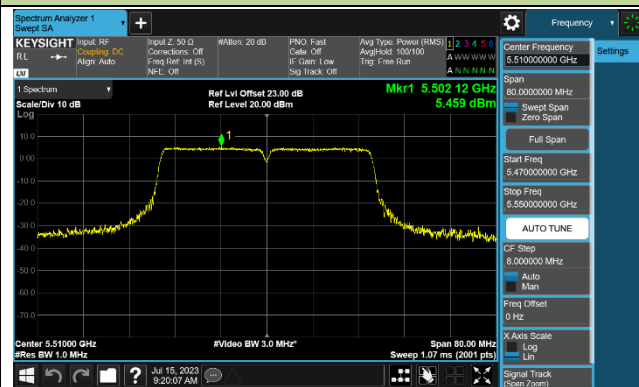 Spectrum Analyzer 1
Swept SA
Frequency
KEYSIGHT
Input: RF
Input Z: 50 Ω
#Atten: 20 dB
PNO: Fast
Avg Type: Power (RMS)
1 2 3 4 5 6
RL
Coupling: DC
Corrections: Off
Gate: Off
Avg|Hold: 100/100
A W W W W W
Align: Auto
Freq Ref: Int (S)
IF Gain: Low
Trig: Free Run
LXI
NFE: Off
Sig Track: Off
A N N N N N
1 Spectrum
Ref Lvl Offset 23.00 dB
Mkr1 5.502 12 GHz
Scale/Div 10 dB
Ref Level 20.00 dBm
5.459 dBm
Log
1
10.0
0.00
-10.0
-20.0
-30.0
-40.0
-50.0
-60.0
-70.0
Center 5.51000 GHz
#Video BW 3.0 MHz*
Span 80.00 MHz
#Res BW 1.0 MHz
Sweep 1.07 ms (2001 pts)
Jul 15, 2023
9:20:07 AM
Center Frequency
5.510000000 GHz
Settings
Span
80.0000000 MHz
Swept Span
Zero Span
Full Span
Start Freq
5.470000000 GHz
Stop Freq
5.550000000 GHz
AUTO TUNE
CF Step
8.000000 MHz
Auto
Man
Freq Offset
0 Hz
X Axis Scale
Log
Lin
Signal Track
(Span Zoom)